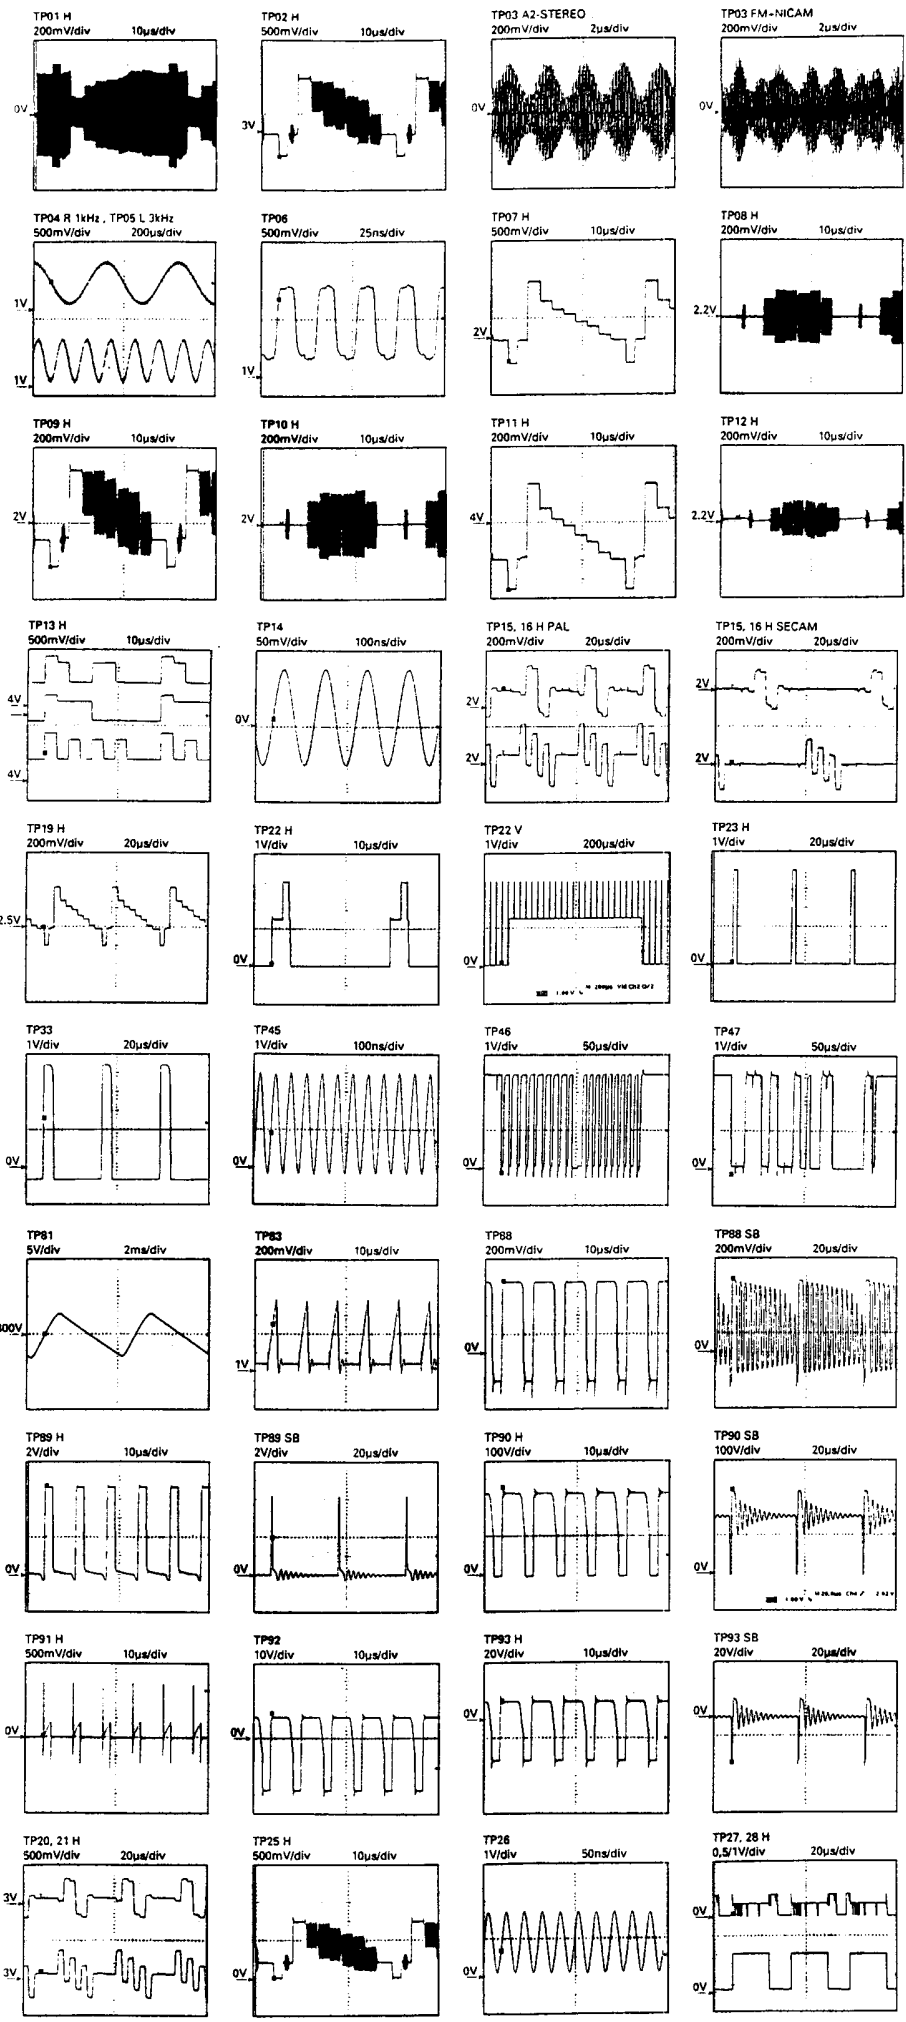 TP01 H
200mV/div 10µs/div
0V
TP02 H
500mV/div 10µs/div
3V
TP03 A2-STEREO
200mV/div 2µs/div
0V
TP03 FM+NICAM
200mV/div 2µs/div
0V
TP04 R 1kHz , TP05 L 3kHz
500mV/div 200µs/div
1V
1V
TP06
500mV/div 25ns/div
1V
TP07 H
500mV/div 10µs/div
2V
TP08 H
200mV/div 10µs/div
2.2V
TP09 H
200mV/div 10µs/div
2V
TP10 H
200mV/div 10µs/div
2V
TP11 H
200mV/div 10µs/div
4V
TP12 H
200mV/div 10µs/div
2.2V
TP13 H
500mV/div 10µs/div
4V
4V
TP14
50mV/div 100ns/div
0V
TP15, 16 H PAL
200mV/div 20µs/div
2V
2V
TP15, 16 H SECAM
200mV/div 20µs/div
2V
2V
TP19 H
200mV/div 20µs/div
2.5V
TP22 H
1V/div 10µs/div
0V
TP22 V
1V/div 200µs/div
0V
TP23 H
1V/div 20µs/div
0V
TP33
1V/div 20µs/div
0V
TP45
1V/div 100ns/div
0V
TP46
1V/div 50µs/div
0V
TP47
1V/div 50µs/div
0V
TP81
5V/div 2ms/div
00V
TP83
200mV/div 10µs/div
1V
TP88
200mV/div 10µs/div
0V
TP88 SB
200mV/div 20µs/div
0V
TP89 H
2V/div 10µs/div
0V
TP89 SB
2V/div 20µs/div
0V
TP90 H
100V/div 10µs/div
0V
TP90 SB
100V/div 20µs/div
0V
TP91 H
500mV/div 10µs/div
0V
TP92
10V/div 10µs/div
0V
TP93 H
20V/div 10µs/div
0V
TP93 SB
20V/div 20µs/div
0V
TP20, 21 H
500mV/div 20µs/div
3V
3V
TP25 H
500mV/div 10µs/div
0V
TP26
1V/div 50ns/div
0V
TP27, 28 H
0,5/1V/div 20µs/div
0V
0V